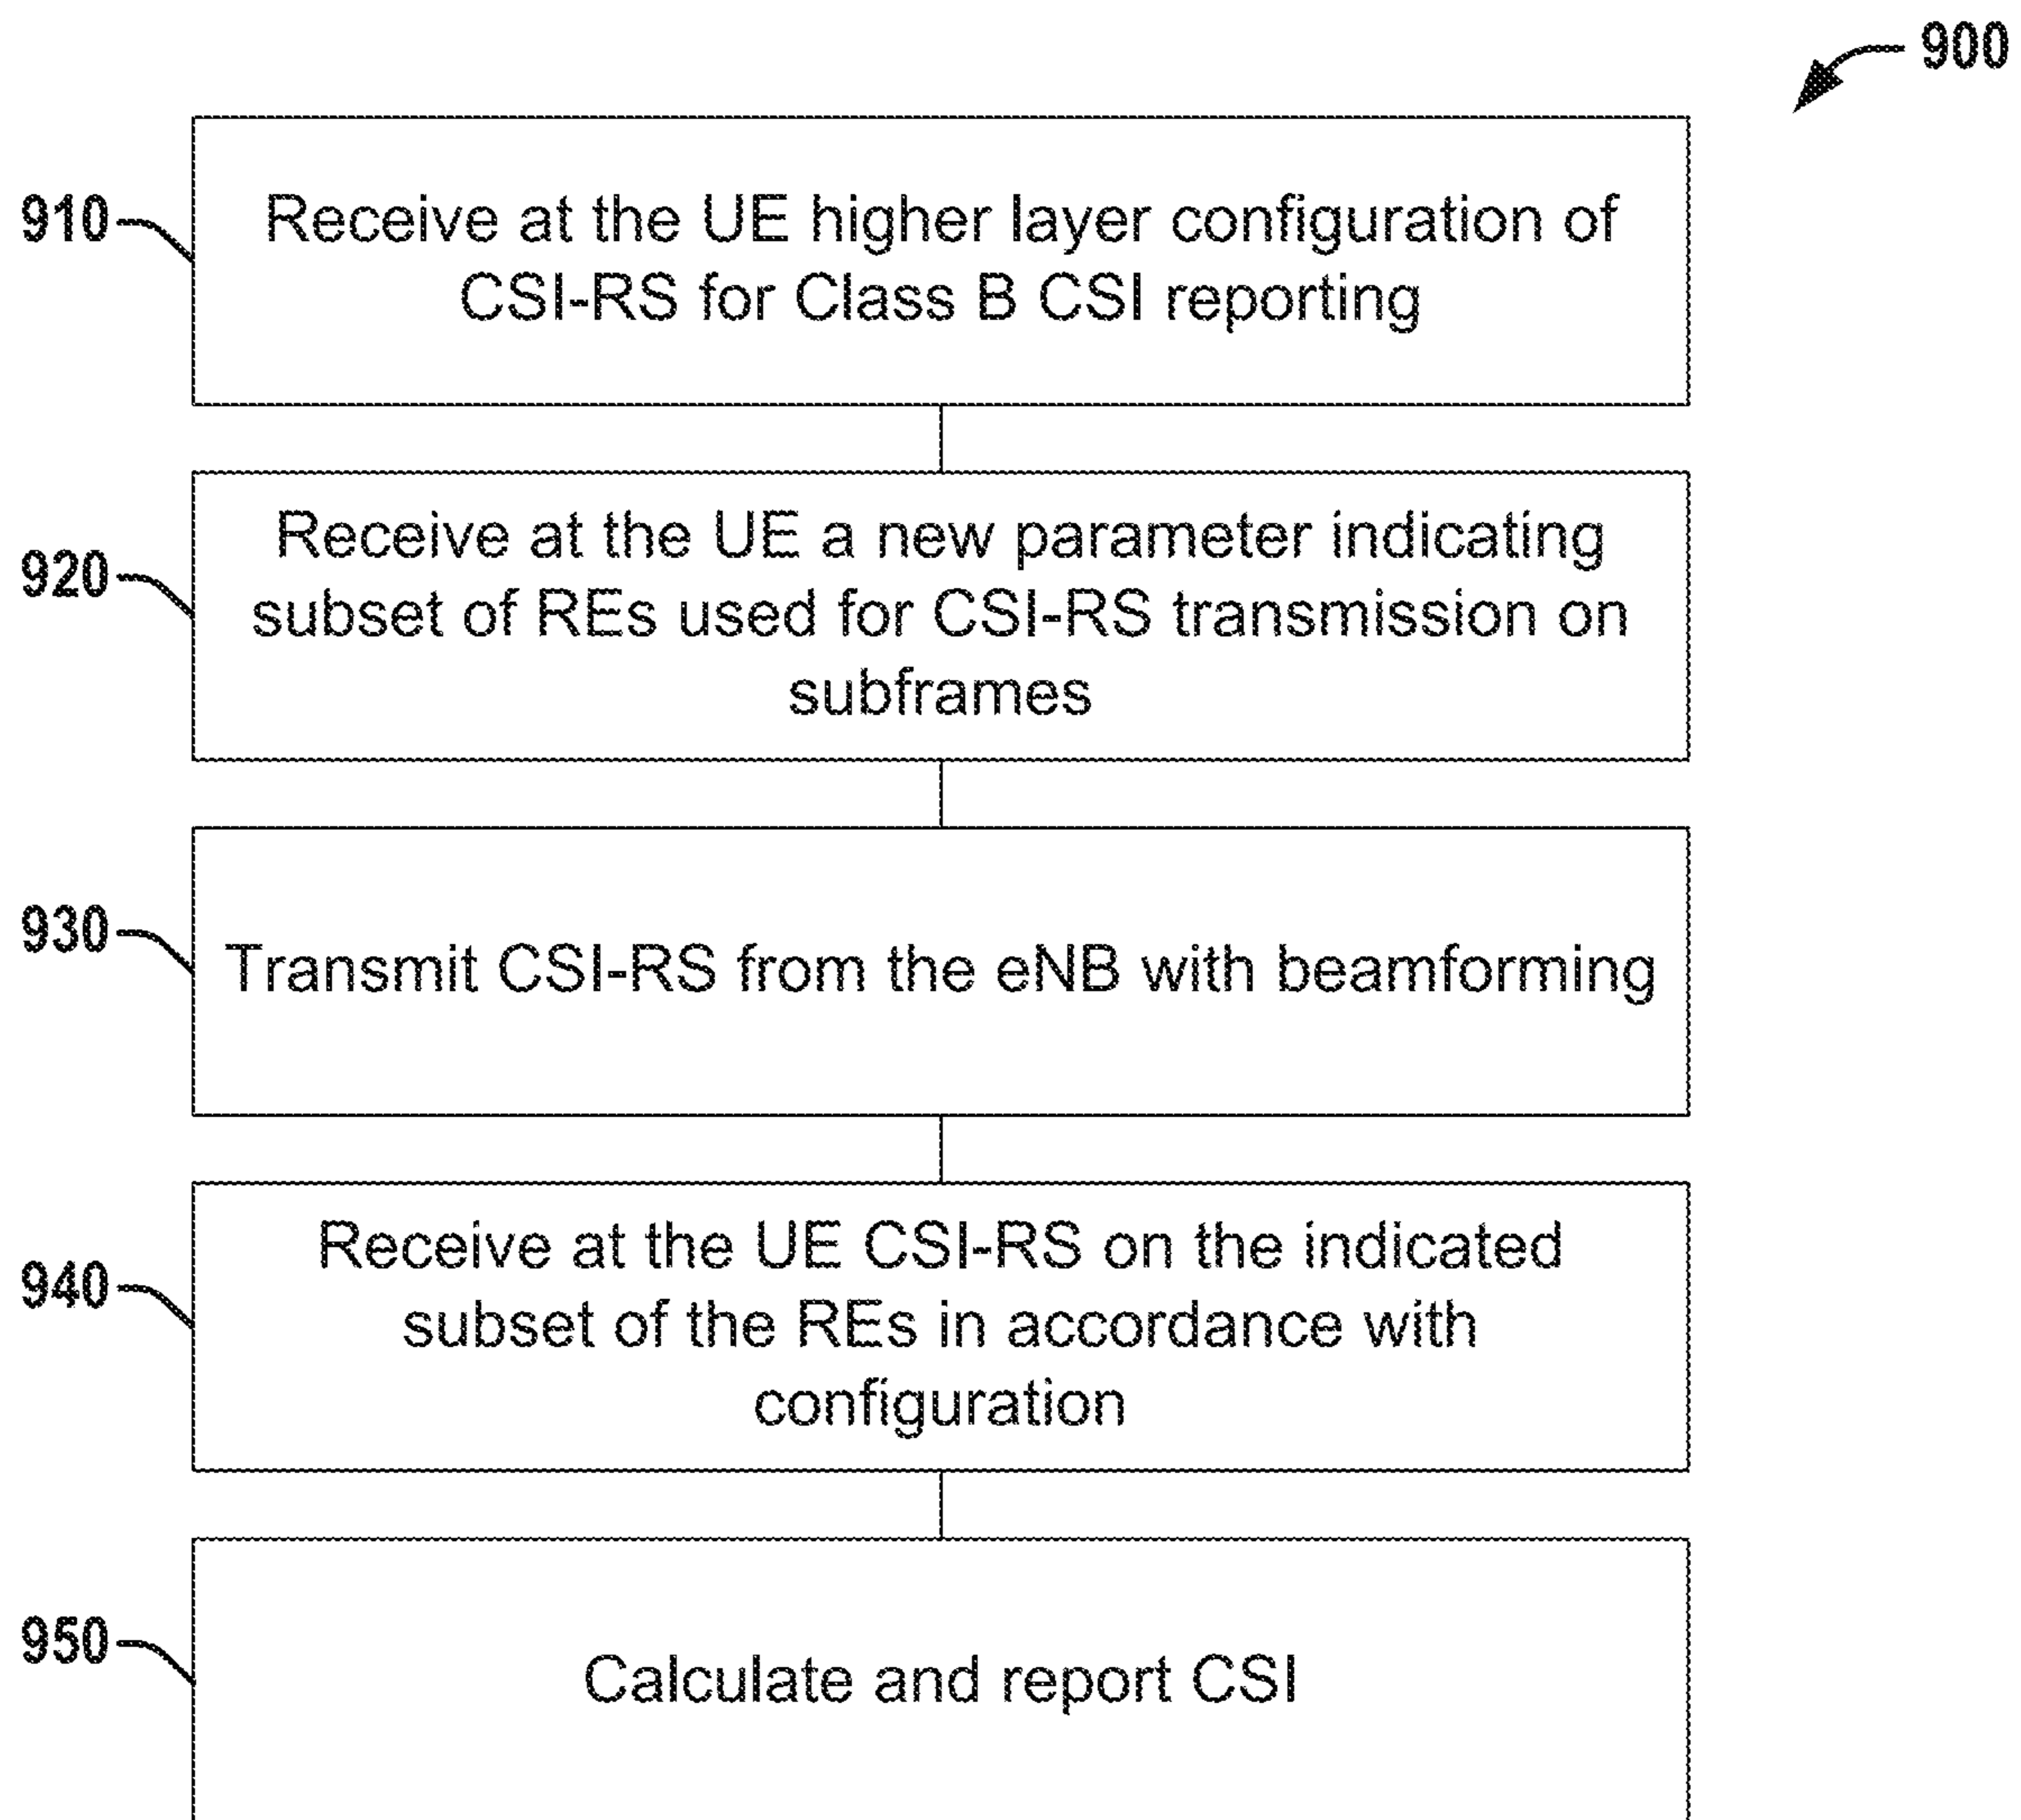 900
910
Receive at the UE higher layer configuration of
CSI-RS for Class B CSI reporting
920
Receive at the UE a new parameter indicating
subset of REs used for CSI-RS transmission on
subframes
930
Transmit CSI-RS from the eNB with beamforming
940
Receive at the UE CSI-RS on the indicated
subset of the REs in accordance with
configuration
950
Calculate and report CSI